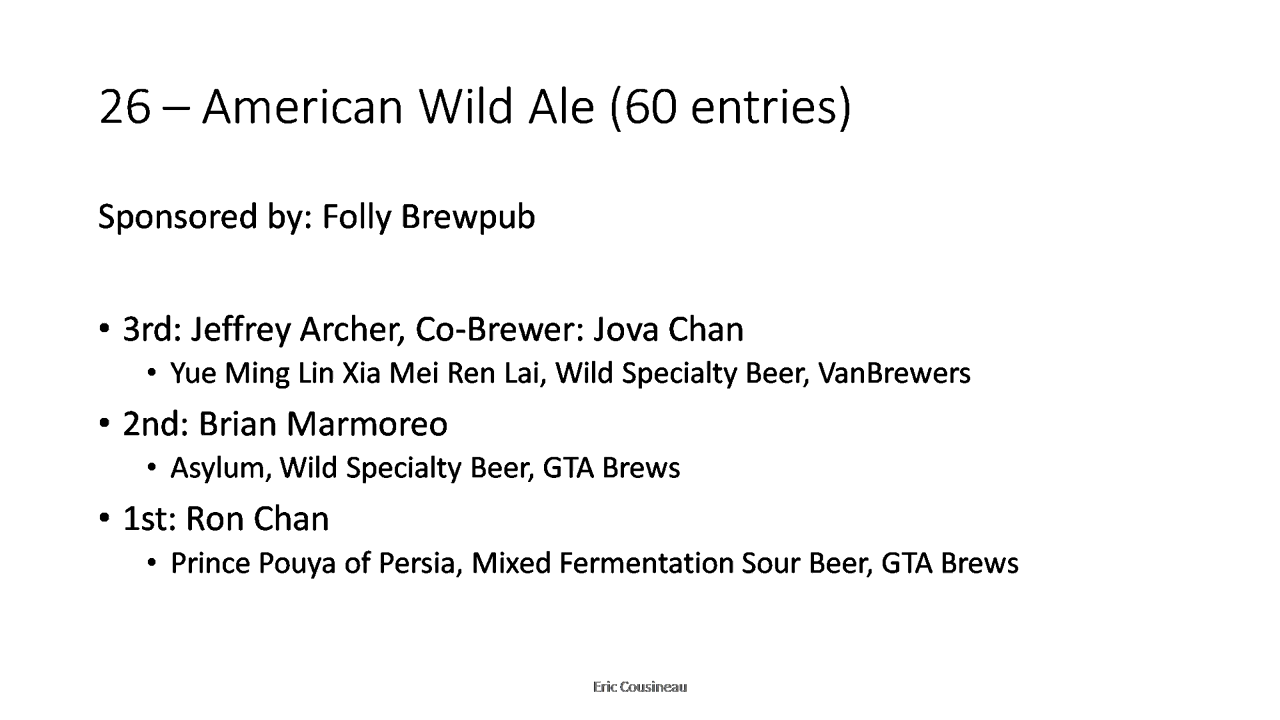 26 – American Wild Ale (60 entries)
Sponsored by: Folly Brewpub
• 3rd: Jeffrey Archer, Co-Brewer: Jova Chan
• Yue Ming Lin Xia Mei Ren Lai, Wild Specialty Beer, VanBrewers
• 2nd: Brian Marmoreo
• Asylum, Wild Specialty Beer, GTA Brews
• 1st: Ron Chan
• Prince Pouya of Persia, Mixed Fermentation Sour Beer, GTA Brews
Eric Cousineau